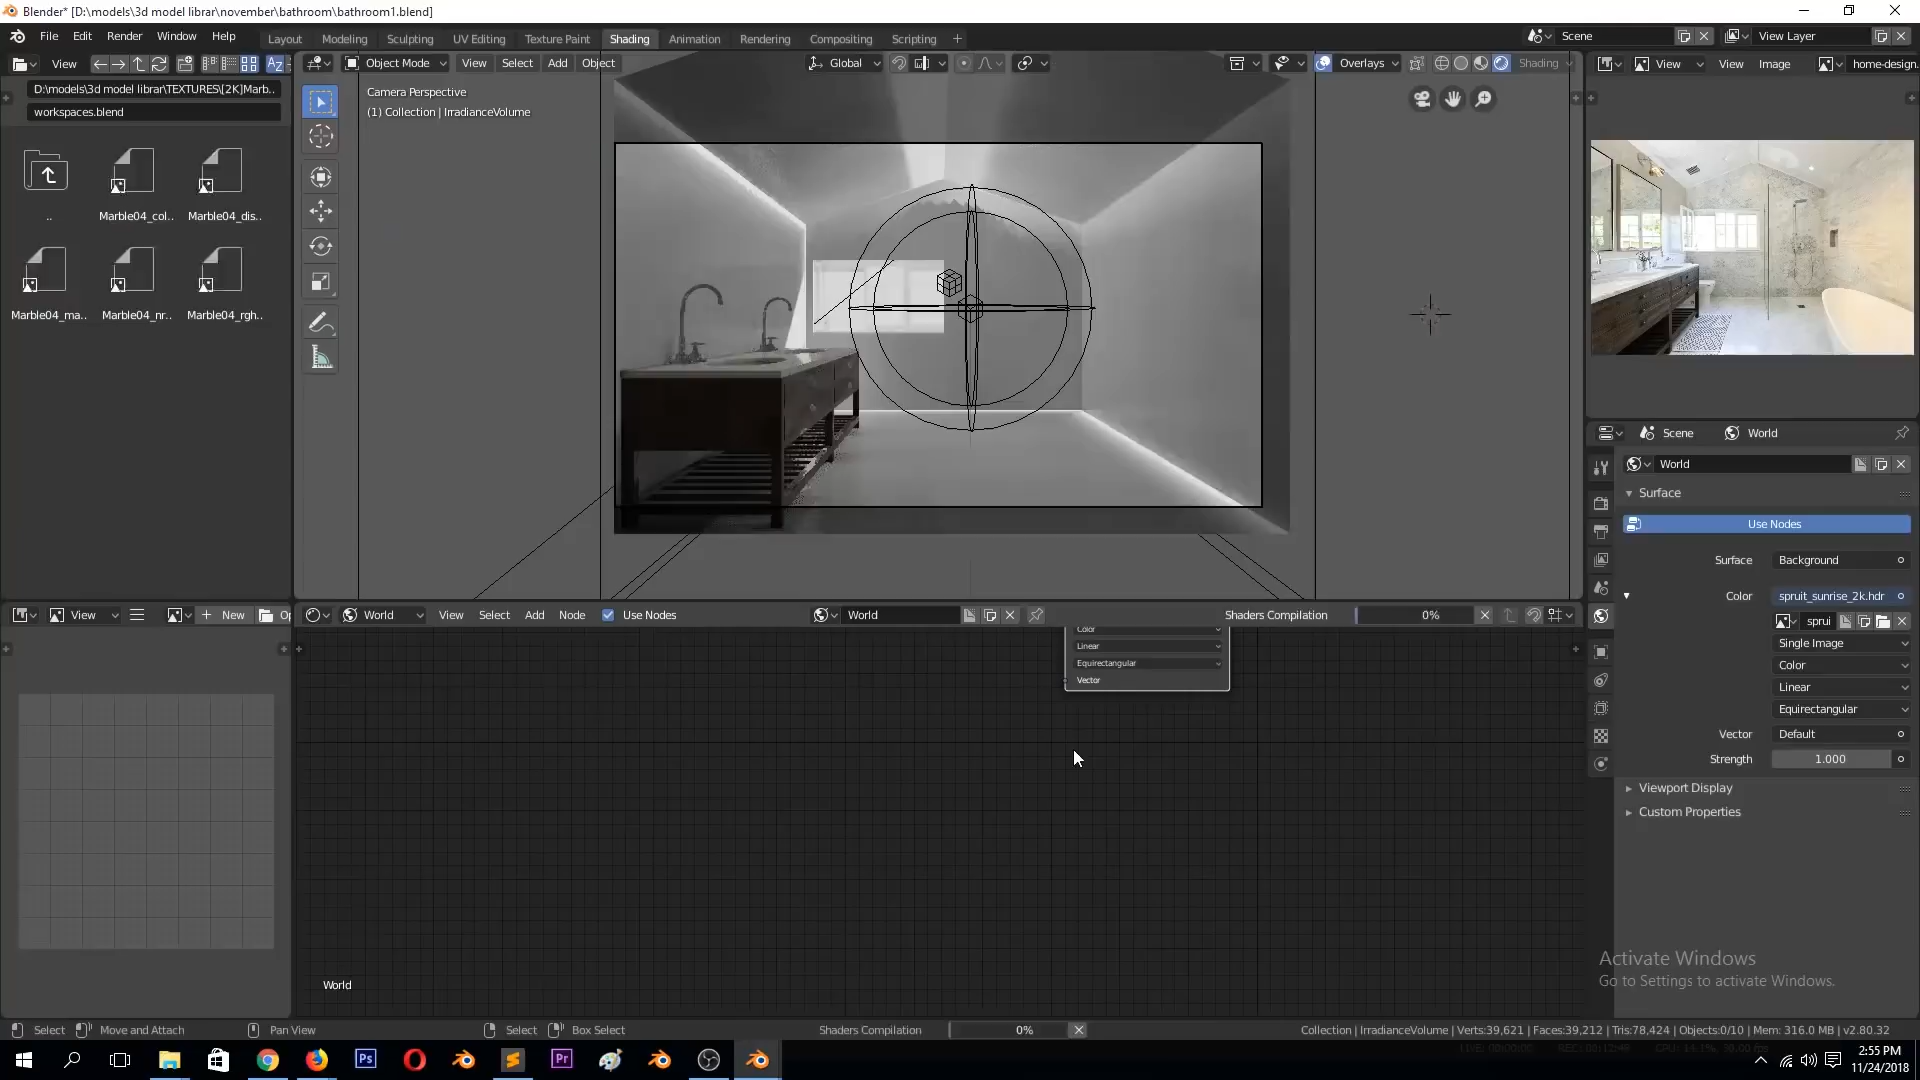 Blender* [D:\models\3d model librar\november\bathroom\bathroom1.blend]
File Edit Render Window Help
Layout Modeling Sculpting UV Editing Texture Paint Shading Animation Rendering Compositing Scripting
Scene
View Layer
View
Object Mode View Select Add Object
Global
Overlays
Shading
View View Image
home-design.
D:\models\3d model librar\TEXTURES\[2K]Marb..
workspaces.blend
Camera Perspective
(1) Collection | IrradianceVolume
..
Marble04_col..
Marble04_dis..
Marble04_ma..
Marble04_nr..
Marble04_rgh..
Scene World
World
Surface
Use Nodes
Surface Background
Color spruit_sunrise_2k.hdr
sprui
Single Image
Color
Linear
Equirectangular
Vector Default
Strength 1.000
Viewport Display
Custom Properties
View
New
Op
World View Select Add Node Use Nodes
World
Shaders Compilation 0%
Color
Linear
Equirectangular
Vector
World
Activate Windows
Go to Settings to activate Windows.
Select Move and Attach Pan View Select Box Select
Shaders Compilation 0%
Collection | IrradianceVolume | Verts:39,621 | Faces:39,212 | Tris:78,424 | Objects:0/10 | Mem: 316.0 MB | v2.80.32
Ps
Pr
2:55 PM
11/24/2018